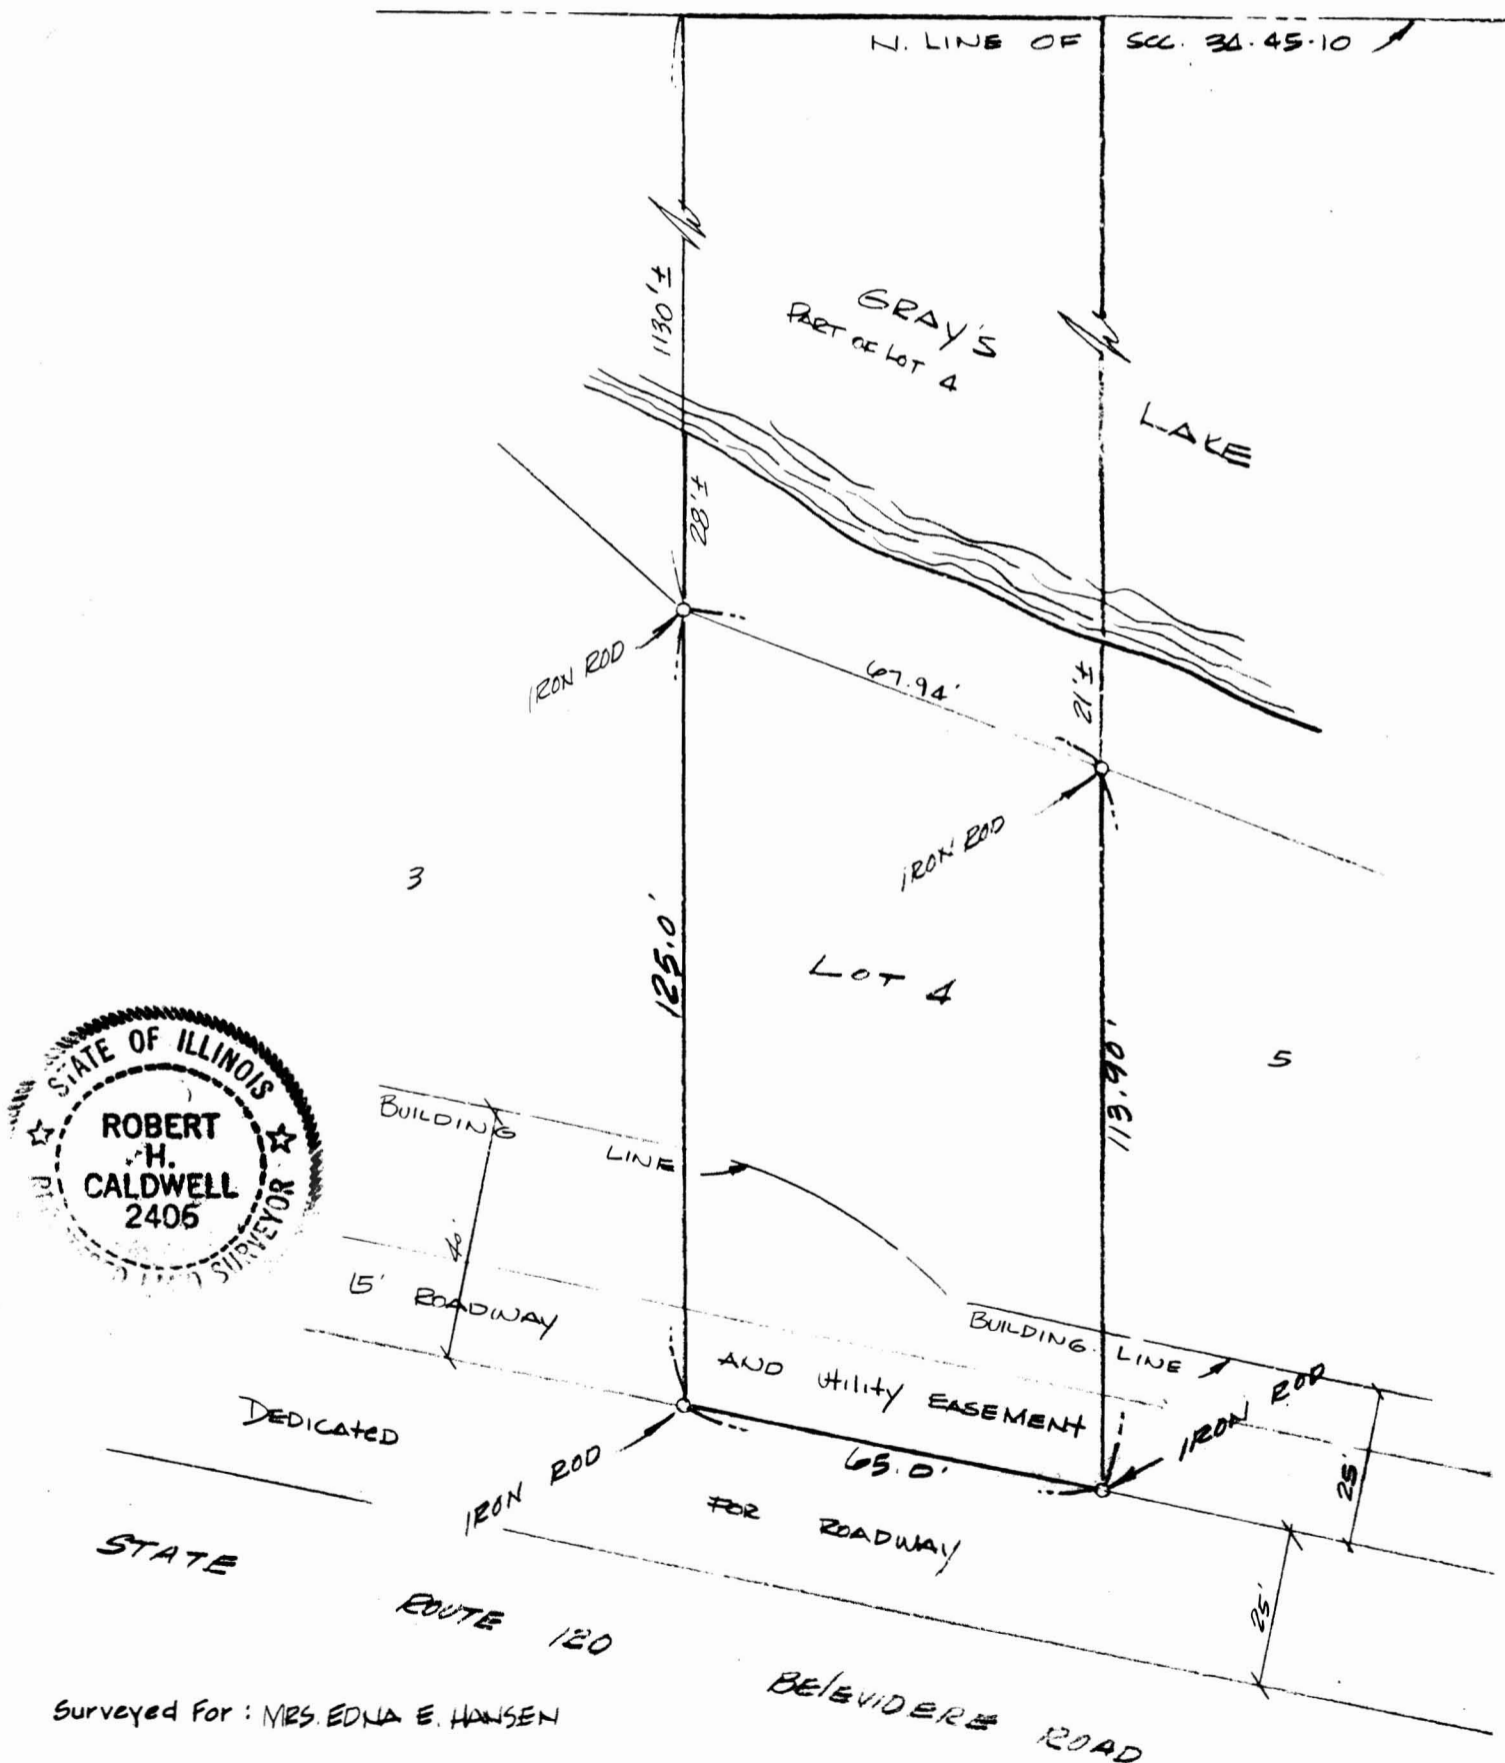 N. LINE OF SEC. 34.45.10
1130'±
GRAY'S
LAKE
PART OF LOT 4
28'±
IRON ROD
67.94'
21'±
IRON ROD
3
125.0'
LOT 4
113.90'
5
STATE OF ILLINOIS
ROBERT
H.
CALDWELL
2405
LAND SURVEYOR
BUILDING LINE
40'
15' ROADWAY AND Utility EASEMENT
BUILDING LINE
IRON ROD
65.0'
IRON ROD
25'
DEDICATED FOR ROADWAY
25'
STATE ROUTE 120 BElEVIDERE ROAD
Surveyed For : MRS. EDNA E. HANSEN